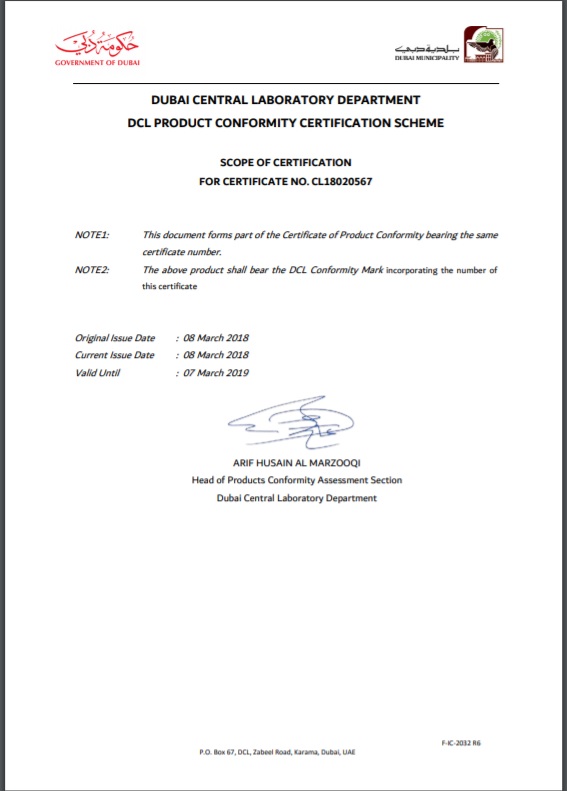 حكومة دبي
GOVERNMENT OF DUBAI
بلدية دبي
DUBAI MUNICIPALITY
DUBAI CENTRAL LABORATORY DEPARTMENT
DCL PRODUCT CONFORMITY CERTIFICATION SCHEME
SCOPE OF CERTIFICATION
FOR CERTIFICATE NO. CL18020567
NOTE1: This document forms part of the Certificate of Product Conformity bearing the same
certificate number.
NOTE2: The above product shall bear the DCL Conformity Mark incorporating the number of
this certificate
Original Issue Date : 08 March 2018
Current Issue Date : 08 March 2018
Valid Until : 07 March 2019
ARIF HUSAIN AL MARZOOQI
Head of Products Conformity Assessment Section
Dubai Central Laboratory Department
F-IC-2032 R6
P.O. Box 67, DCL, Zabeel Road, Karama, Dubai, UAE